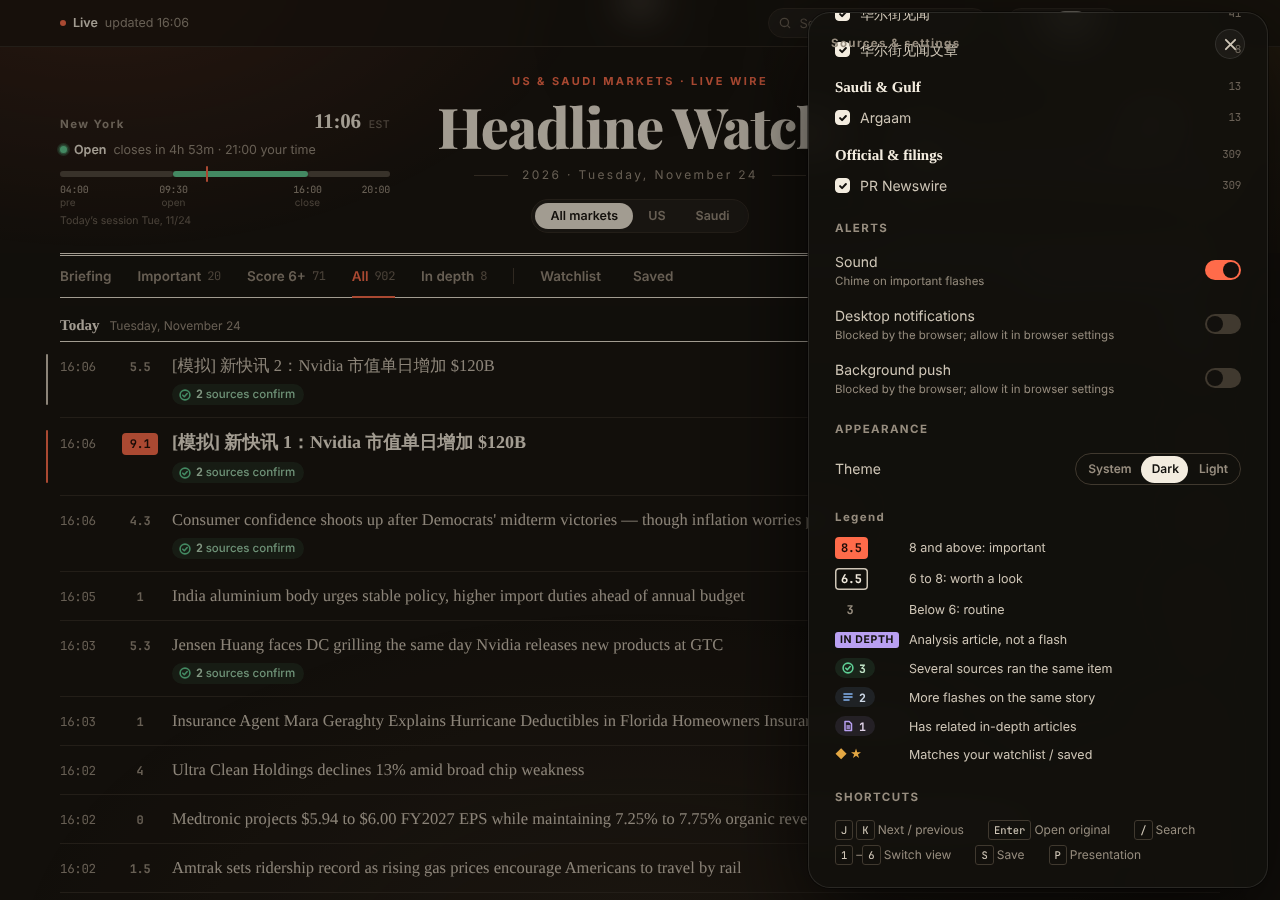 Live updated 16:06
US & SAUDI MARKETS · LIVE WIRE
Headline Watc
2026 · Tuesday, November 24
All markets US Saudi
New York 11:06 EST
Open closes in 4h 53m · 21:00 your time
04:00 09:30 16:00 20:00
pre open close
Today's session Tue, 11/24
Briefing Important 20 Score 6+ 71 All 902 In depth 8 Watchlist Saved
Today Tuesday, November 24
16:06 5.5 [模拟] 新快讯 2：Nvidia 市值单日增加 $120B
2 sources confirm
16:06 9.1 [模拟] 新快讯 1：Nvidia 市值单日增加 $120B
2 sources confirm
16:06 4.3 Consumer confidence shoots up after Democrats' midterm victories — though inflation worries
2 sources confirm
16:05 1 India aluminium body urges stable policy, higher import duties ahead of annual budget
16:03 5.3 Jensen Huang faces DC grilling the same day Nvidia releases new products at GTC
2 sources confirm
16:03 1 Insurance Agent Mara Geraghty Explains Hurricane Deductibles in Florida Homeowners Insura
16:02 4 Ultra Clean Holdings declines 13% amid broad chip weakness
16:02 0 Medtronic projects $5.94 to $6.00 FY2027 EPS while maintaining 7.25% to 7.75% organic reve
16:02 1.5 Amtrak sets ridership record as rising gas prices encourage Americans to travel by rail
华尔街见闻 41
Sources & settings
华尔街见闻文章 8
Saudi & Gulf 13
Argaam 13
Official & filings 309
PR Newswire 309
ALERTS
Sound
Chime on important flashes
Desktop notifications
Blocked by the browser; allow it in browser settings
Background push
Blocked by the browser; allow it in browser settings
APPEARANCE
Theme System Dark Light
Legend
8.5 8 and above: important
6.5 6 to 8: worth a look
3 Below 6: routine
IN DEPTH Analysis article, not a flash
3 Several sources ran the same item
2 More flashes on the same story
1 Has related in-depth articles
Matches your watchlist / saved
SHORTCUTS
J K Next / previous Enter Open original / Search
1 – 6 Switch view S Save P Presentation